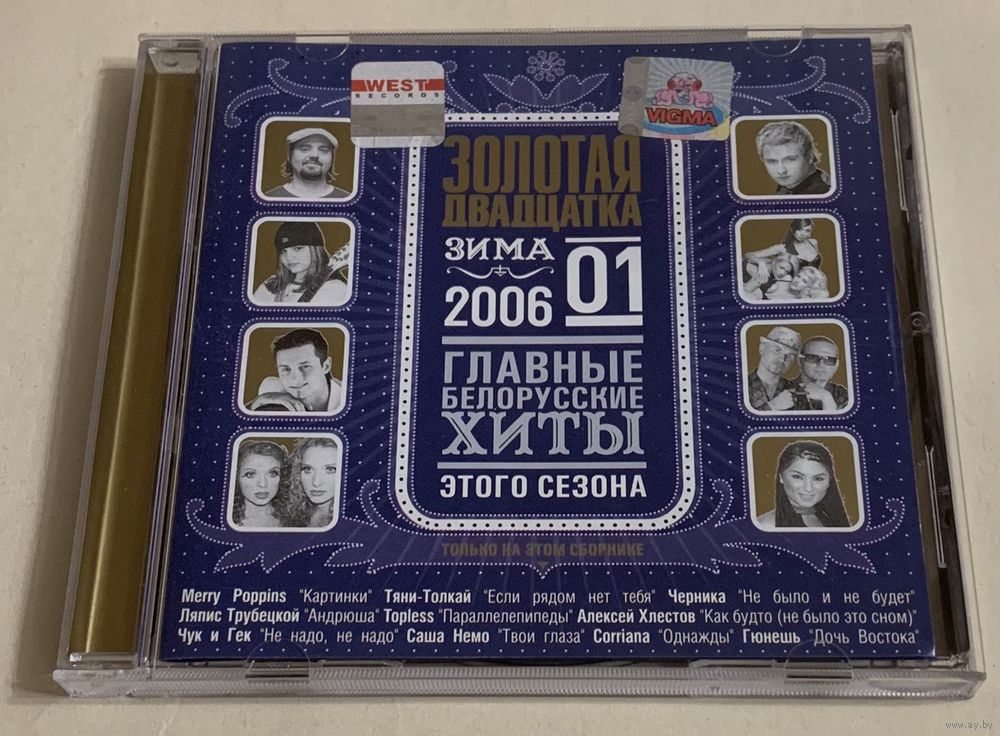 WEST
RECORDS
VIGMA
ЗОЛОТАЯ
ДВАДЦАТКА
ЗИМА
2006
01
ГЛАВНЫЕ
БЕЛОРУССКИЕ
ХИТЫ
ЭТОГО СЕЗОНА
ТОЛЬКО НА ЭТОМ СБОРНИКЕ
Merry Poppins "Картинки" Тяни-Толкай "Если рядом нет тебя" Черника "Не было и не будет"
Ляпис Трубецкой "Андрюша" Topless "Параллелепипеды" Алексей Хлестов "Как будто (не было это сном)"
Чук и Гек "Не надо, не надо" Саша Немо "Твои глаза" Corriana "Однажды" Гюнешь "Дочь Востока"
www.ay.by